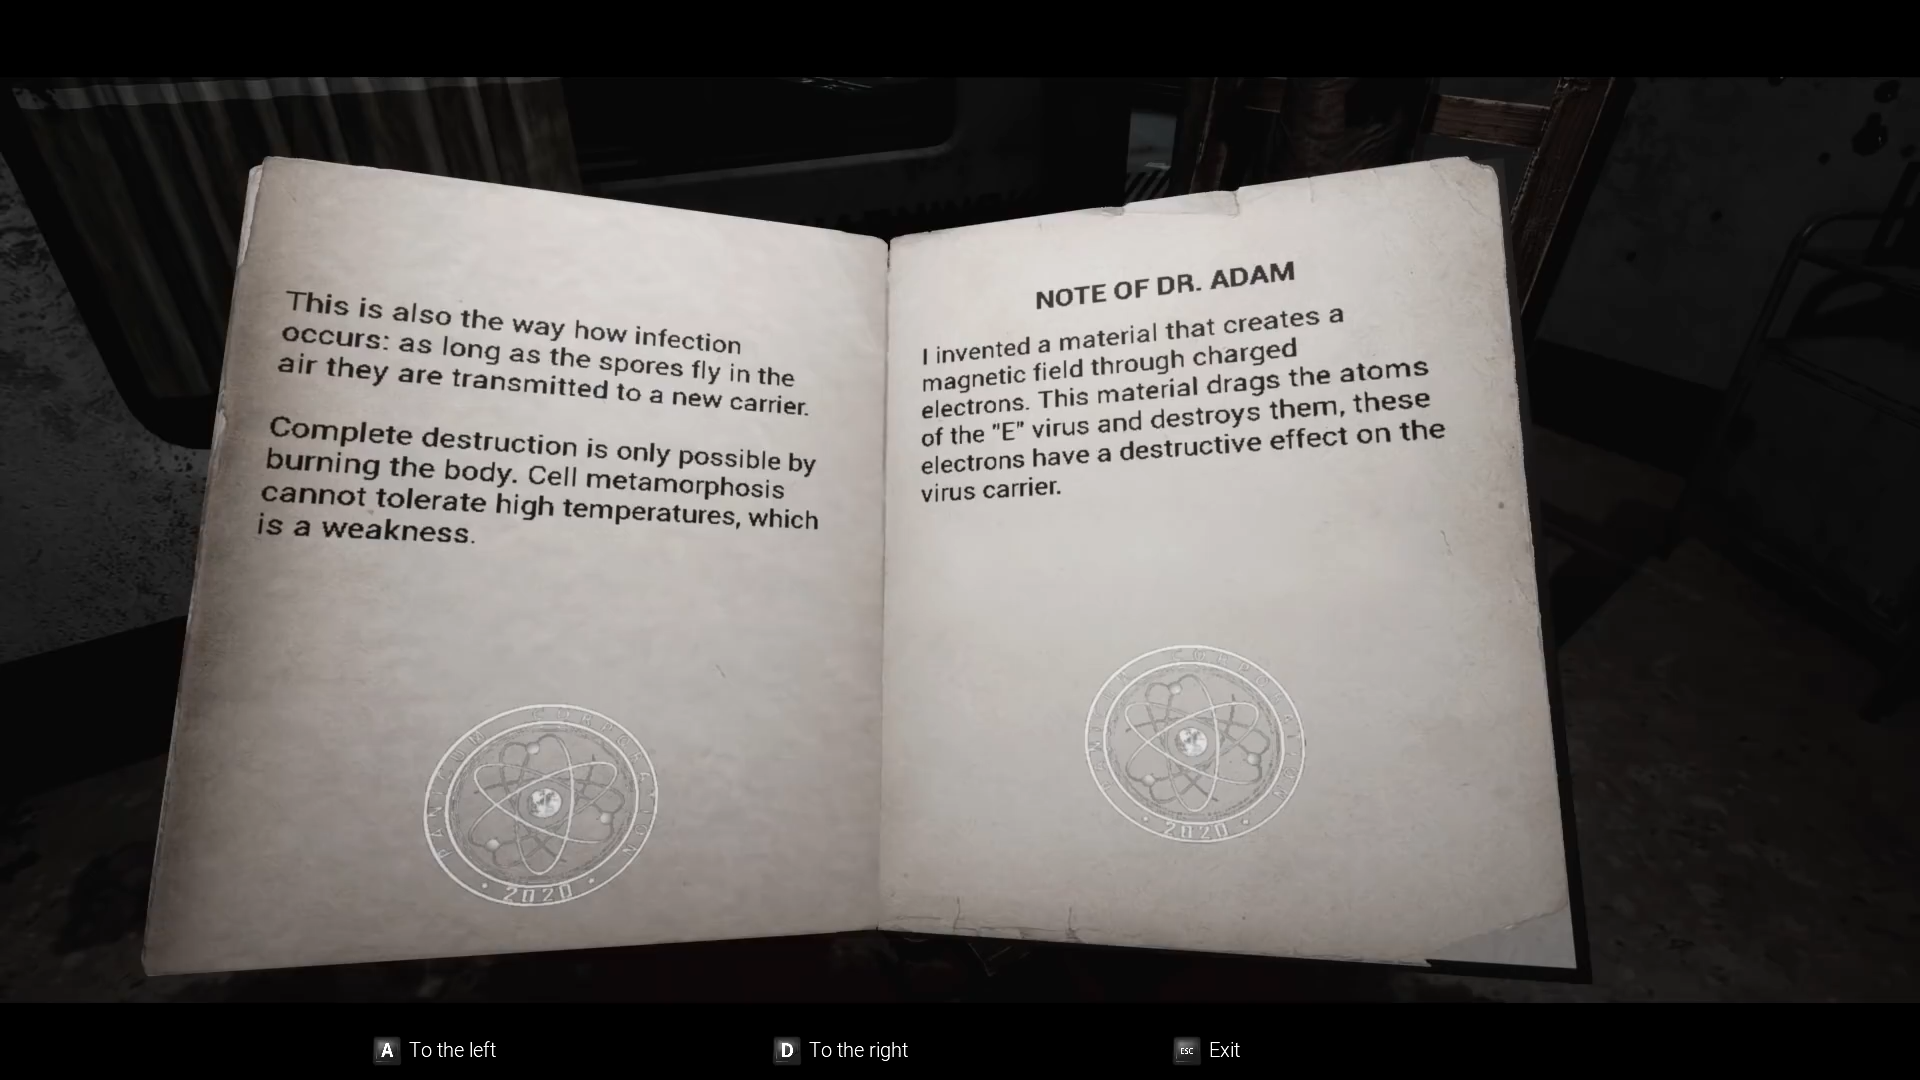 This is also the way how infection
occurs: as long as the spores fly in the
air they are transmitted to a new carrier.
Complete destruction is only possible by
burning the body. Cell metamorphosis
cannot tolerate high temperatures, which
is a weakness.
PANICUM CORPORATION
2020
NOTE OF DR. ADAM
I invented a material that creates a
magnetic field through charged
electrons. This material drags the atoms
of the "E" virus and destroys them, these
electrons have a destructive effect on the
virus carrier.
CORPORATION
2020
A To the left
D To the right
ESC Exit